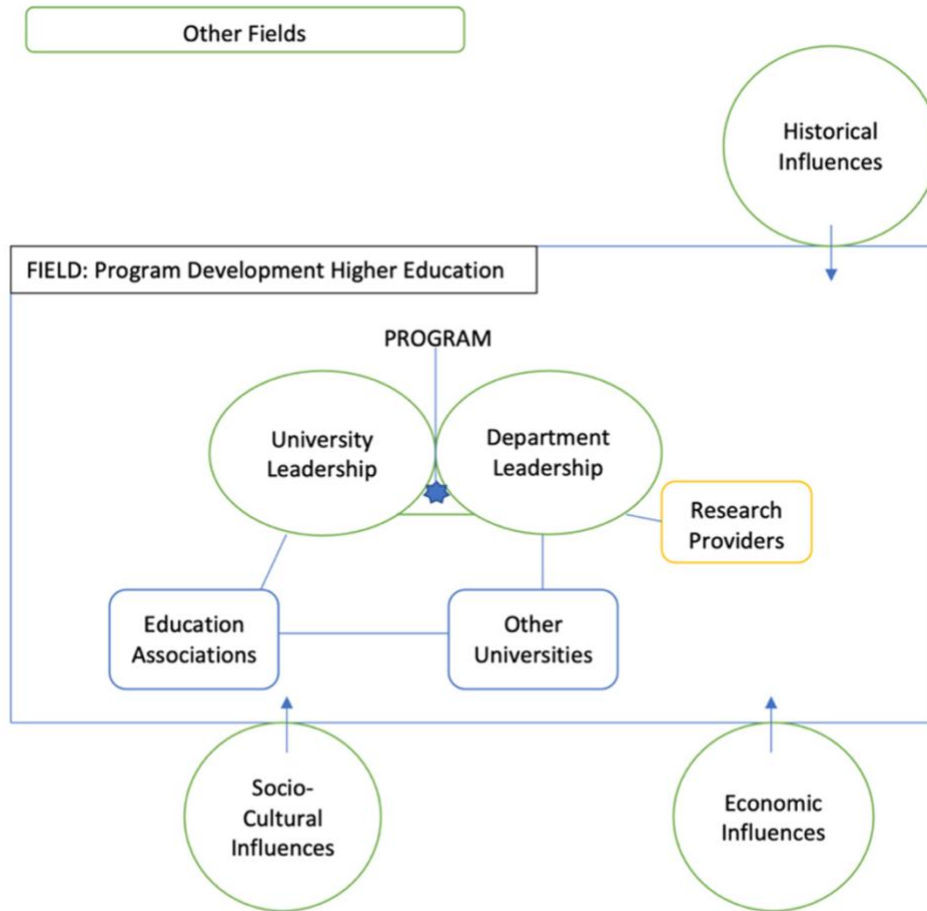 Other Fields
Historical
Influences
FIELD: Program Development Higher Education
PROGRAM
University
Leadership
Department
Leadership
Research
Providers
Education
Associations
Other
Universities
Socio-
Cultural
Influences
Economic
Influences